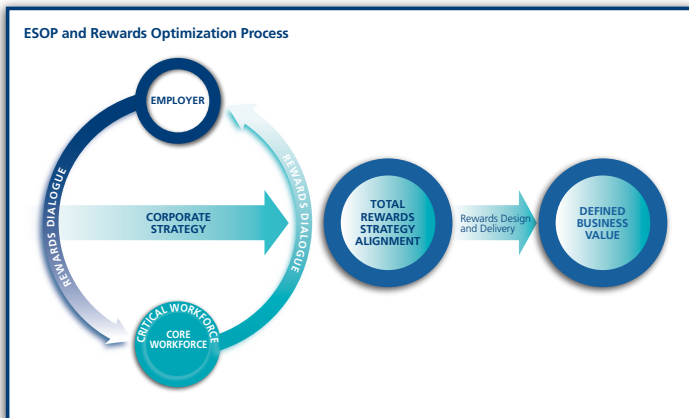 ESOP and Rewards Optimization Process
EMPLOYER
REWARDS DIALOGUE
REWARDS DIALOGUE
CORPORATE
STRATEGY
CRITICAL WORKFORCE
CORE
WORKFORCE
TOTAL
REWARDS
STRATEGY
ALIGNMENT
Rewards Design
and Delivery
DEFINED
BUSINESS
VALUE